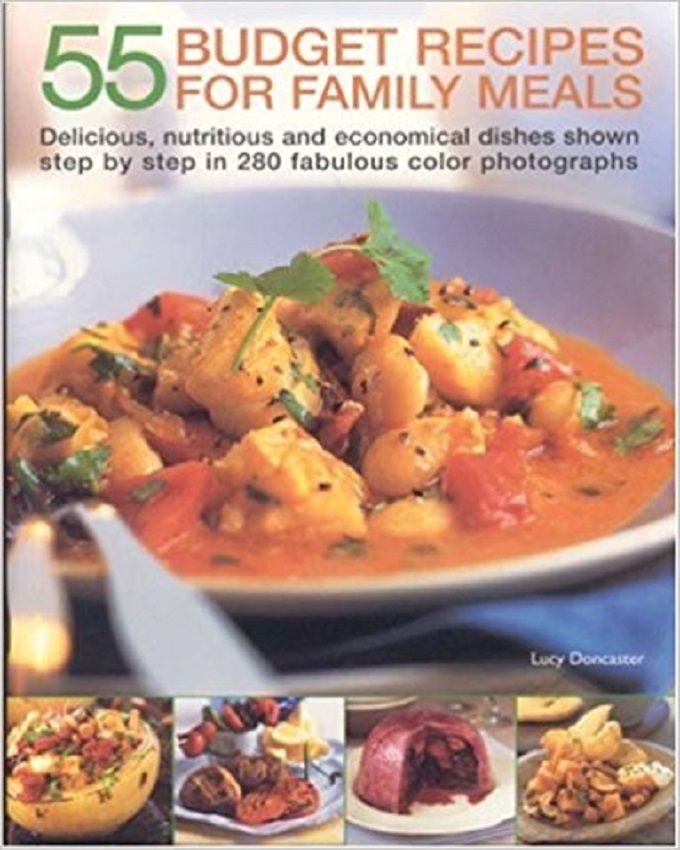 55 BUDGET RECIPES
FOR FAMILY MEALS
Delicious, nutritious and economical dishes shown
step by step in 280 fabulous color photographs
Lucy Doncaster